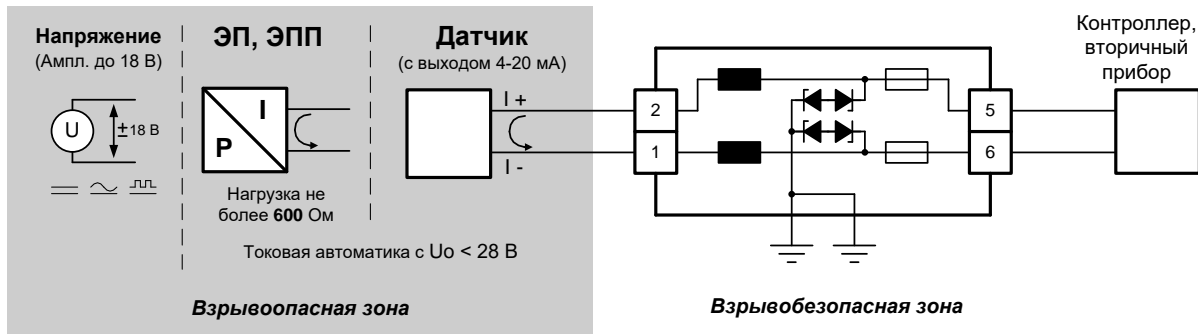 Напряжение
(Ампл. до 18 В)
U
±18 В
ЭП, ЭПП
I
P
Нагрузка не
более 600 Ом
Датчик
(с выходом 4-20 мА)
I +
I -
Токовая автоматика с Uo < 28 В
Взрывоопасная зона
2
1
5
6
Контроллер,
вторичный
прибор
Взрывобезопасная зона